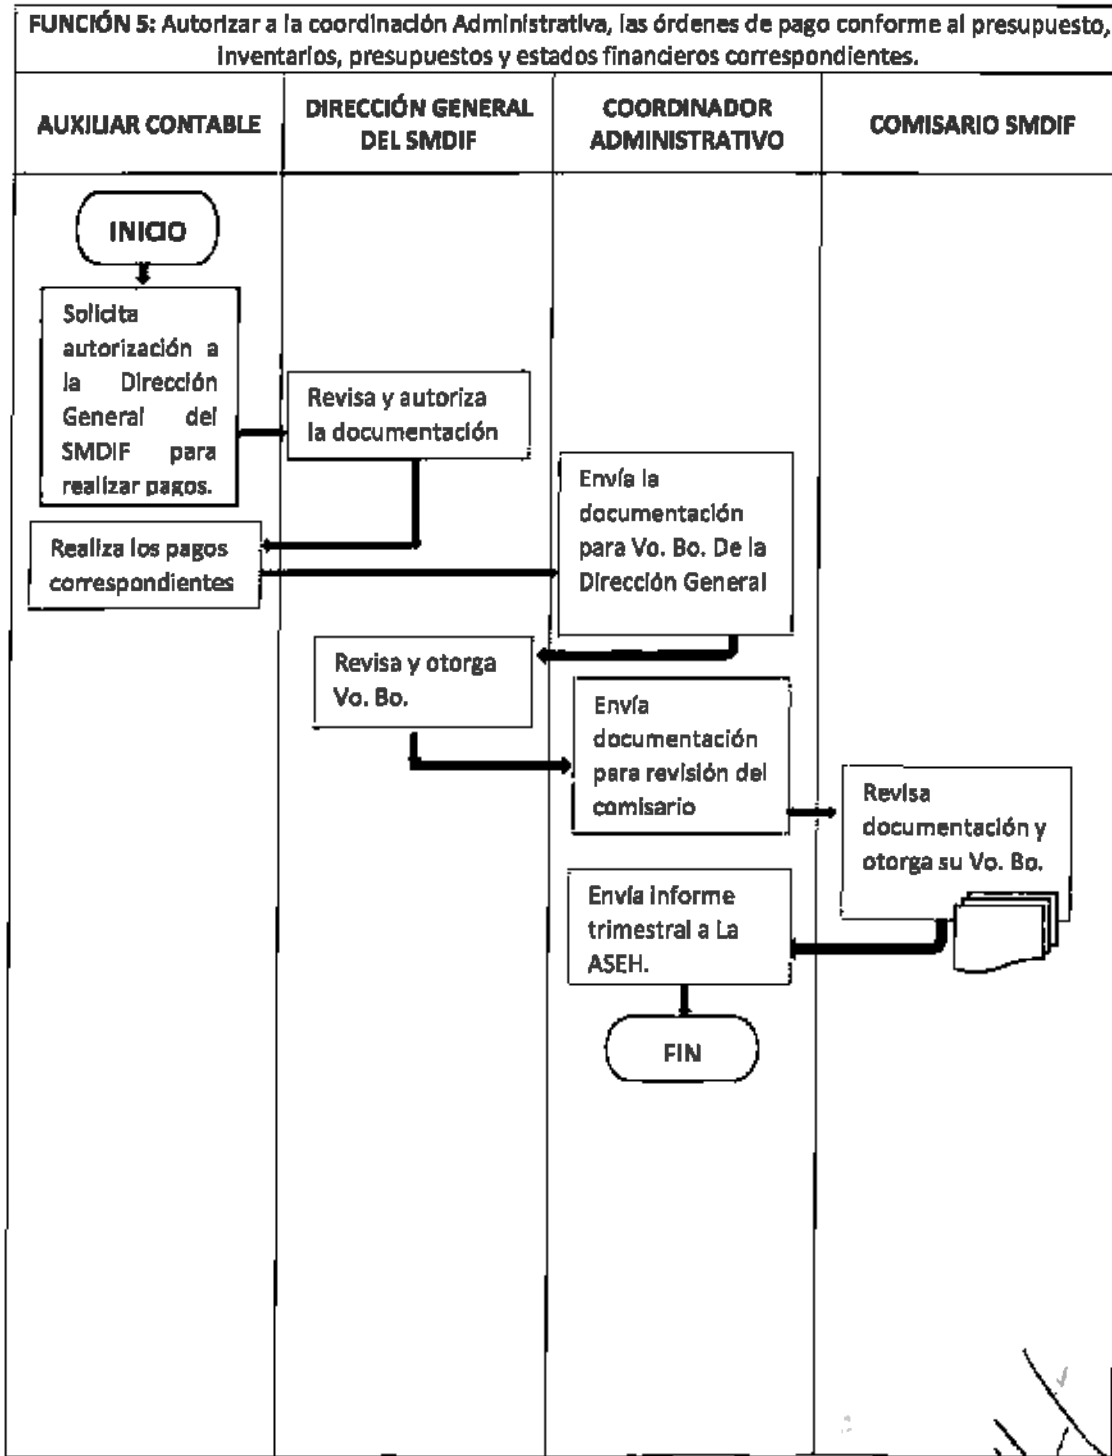 FUNCIÓN 5: Autorizar a la coordinación Administrativa, las órdenes de pago conforme al presupuesto,
inventarios, presupuestos y estados financieros correspondientes.
AUXILIAR CONTABLE
DIRECCIÓN GENERAL
DEL SMDIF
COORDINADOR
ADMINISTRATIVO
COMISARIO SMDIF
INICIO
Solicita
autorización a
la Dirección
General del
SMDIF para
realizar pagos.
Revisa y autoriza
la documentación
Realiza los pagos
correspondientes
Envía la
documentación
para Vo. Bo. De la
Dirección General
Revisa y otorga
Vo. Bo.
Envía
documentación
para revisión del
comisario
Revisa
documentación y
otorga su Vo. Bo.
Envía informe
trimestral a La
ASEH.
FIN